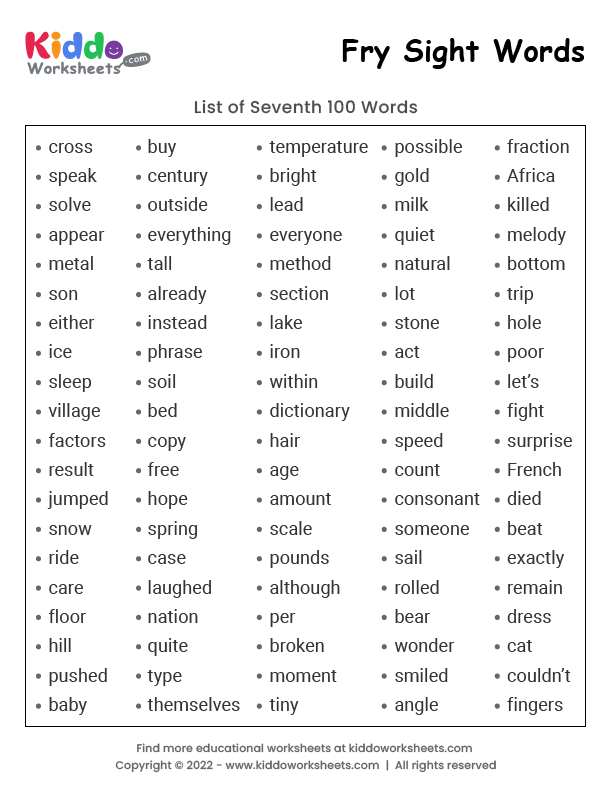 Kiddo
Worksheets.com
Fry Sight Words
List of Seventh 100 Words
• cross • buy • temperature • possible • fraction
• speak • century • bright • gold • Africa
• solve • outside • lead • milk • killed
• appear • everything • everyone • quiet • melody
• metal • tall • method • natural • bottom
• son • already • section • lot • trip
• either • instead • lake • stone • hole
• ice • phrase • iron • act • poor
• sleep • soil • within • build • let’s
• village • bed • dictionary • middle • fight
• factors • copy • hair • speed • surprise
• result • free • age • count • French
• jumped • hope • amount • consonant • died
• snow • spring • scale • someone • beat
• ride • case • pounds • sail • exactly
• care • laughed • although • rolled • remain
• floor • nation • per • bear • dress
• hill • quite • broken • wonder • cat
• pushed • type • moment • smiled • couldn’t
• baby • themselves • tiny • angle • fingers
Find more educational worksheets at kiddoworksheets.com
Copyright © 2022 - www.kiddoworksheets.com | All rights reserved